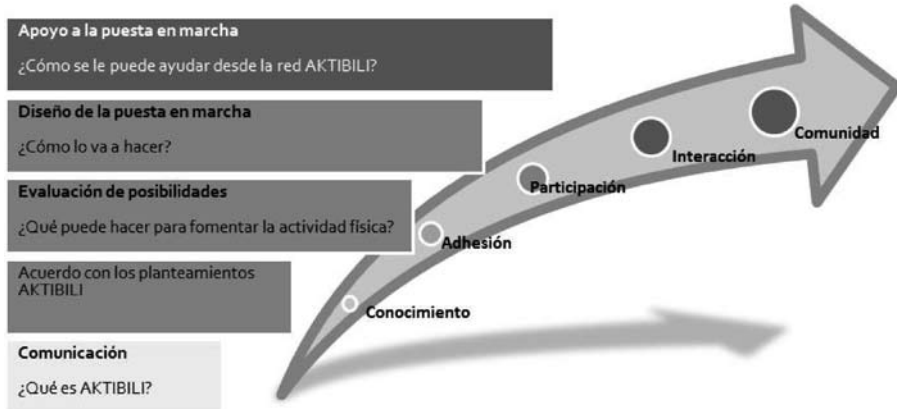 Apoyo a la puesta en marcha
¿Cómo se le puede ayudar desde la red AKTIBILI?
Diseño de la puesta en marcha
¿Cómo lo va a hacer?
Evaluación de posibilidades
¿Qué puede hacer para fomentar la actividad física?
Acuerdo con los planteamientos
AKTIBILI
Comunicación
¿Qué es AKTIBILI?
Comunidad
Interacción
Participación
Adhesión
Conocimiento